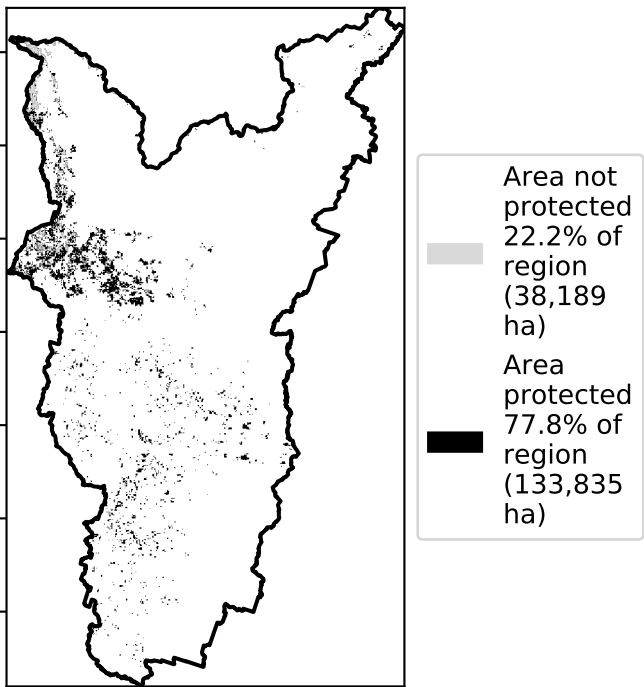 Area not
protected
22.2% of
region
(38,189
ha)
Area
protected
77.8% of
region
(133,835
ha)